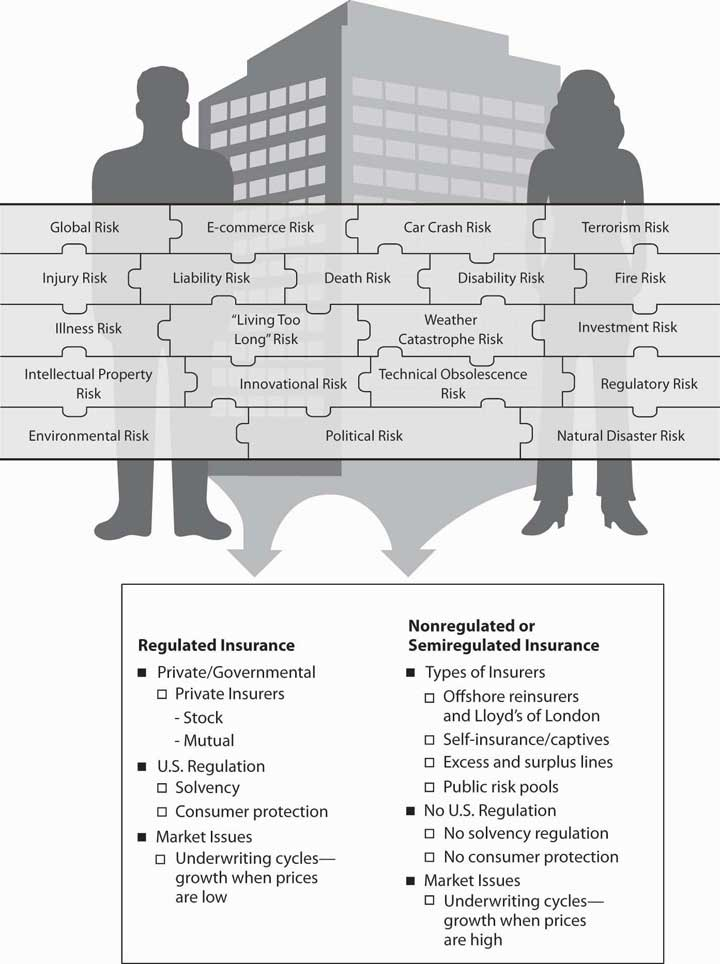 Global Risk
E-commerce Risk
Car Crash Risk
Terrorism Risk
Injury Risk
Liability Risk
Death Risk
Disability Risk
Fire Risk
Illness Risk
“Living Too
Long” Risk
Weather
Catastrophe Risk
Investment Risk
Intellectual Property
Risk
Innovational Risk
Technical Obsolescence
Risk
Regulatory Risk
Environmental Risk
Political Risk
Natural Disaster Risk
Regulated Insurance
■ Private/Governmental
□ Private Insurers
- Stock
- Mutual
■ U.S. Regulation
□ Solvency
□ Consumer protection
■ Market Issues
□ Underwriting cycles—
growth when prices
are low
Nonregulated or
Semiregulated Insurance
■ Types of Insurers
□ Offshore reinsurers
and Lloyd’s of London
□ Self-insurance/captives
□ Excess and surplus lines
□ Public risk pools
■ No U.S. Regulation
□ No solvency regulation
□ No consumer protection
■ Market Issues
□ Underwriting cycles—
growth when prices
are high